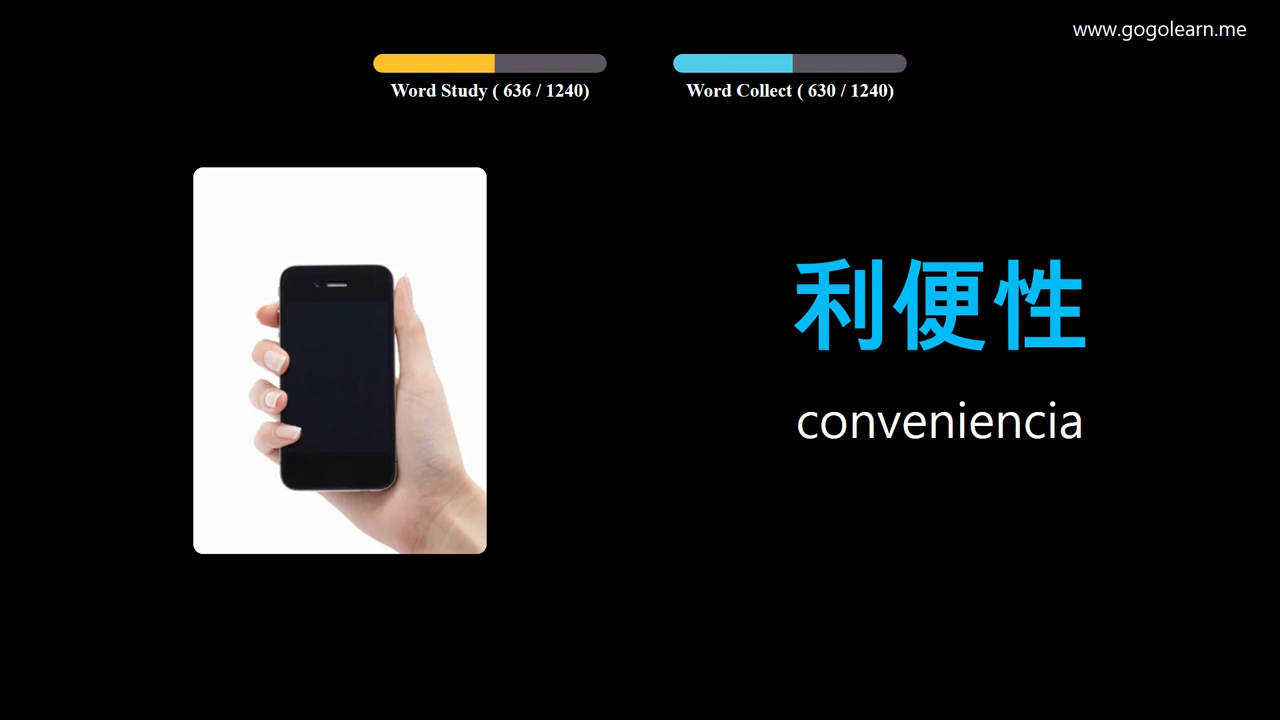 www.gogolearn.me
Word Study ( 636 / 1240)
Word Collect ( 630 / 1240)
利便性
conveniencia